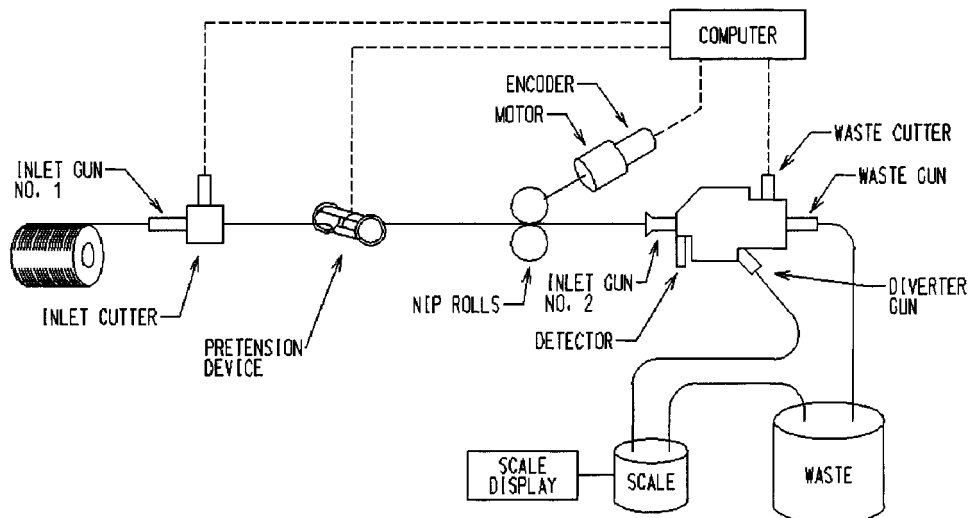 COMPUTER
ENCODER
MOTOR
WASTE CUTTER
INLET GUN
NO. 1
WASTE GUN
INLET CUTTER
NIP ROLLS
INLET GUN
NO. 2
DIVERTER
GUN
PRETENSION
DEVICE
DETECTOR
SCALE
DISPLAY
SCALE
WASTE